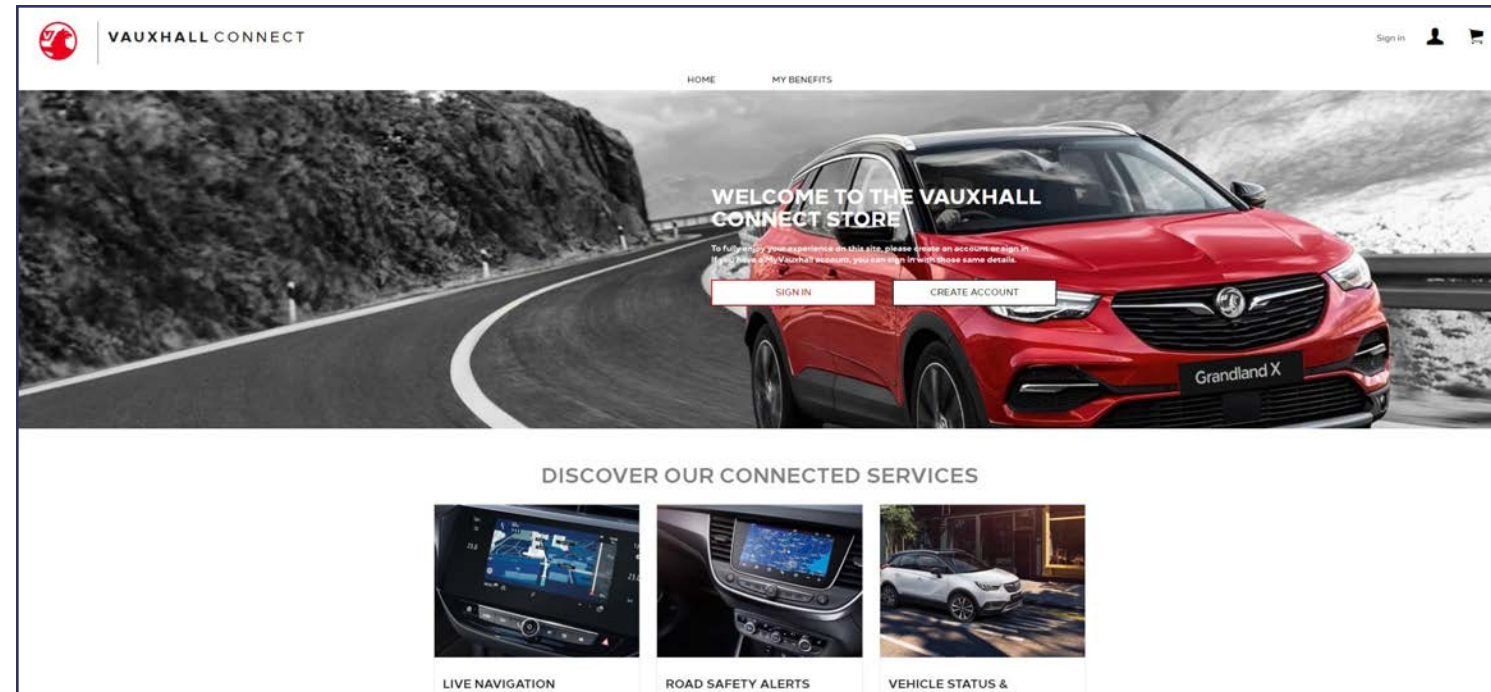 VAUXHALL CONNECT
Sign in
HOME
MY BENEFITS
WELCOME TO THE VAUXHALL
CONNECT STORE
To fully enjoy your experience on this site, please create an account or sign in
If you have a MyVauxhall account, you can sign in with those same details.
SIGN IN
CREATE ACCOUNT
Grandland X
DISCOVER OUR CONNECTED SERVICES
LIVE NAVIGATION
ROAD SAFETY ALERTS
VEHICLE STATUS &